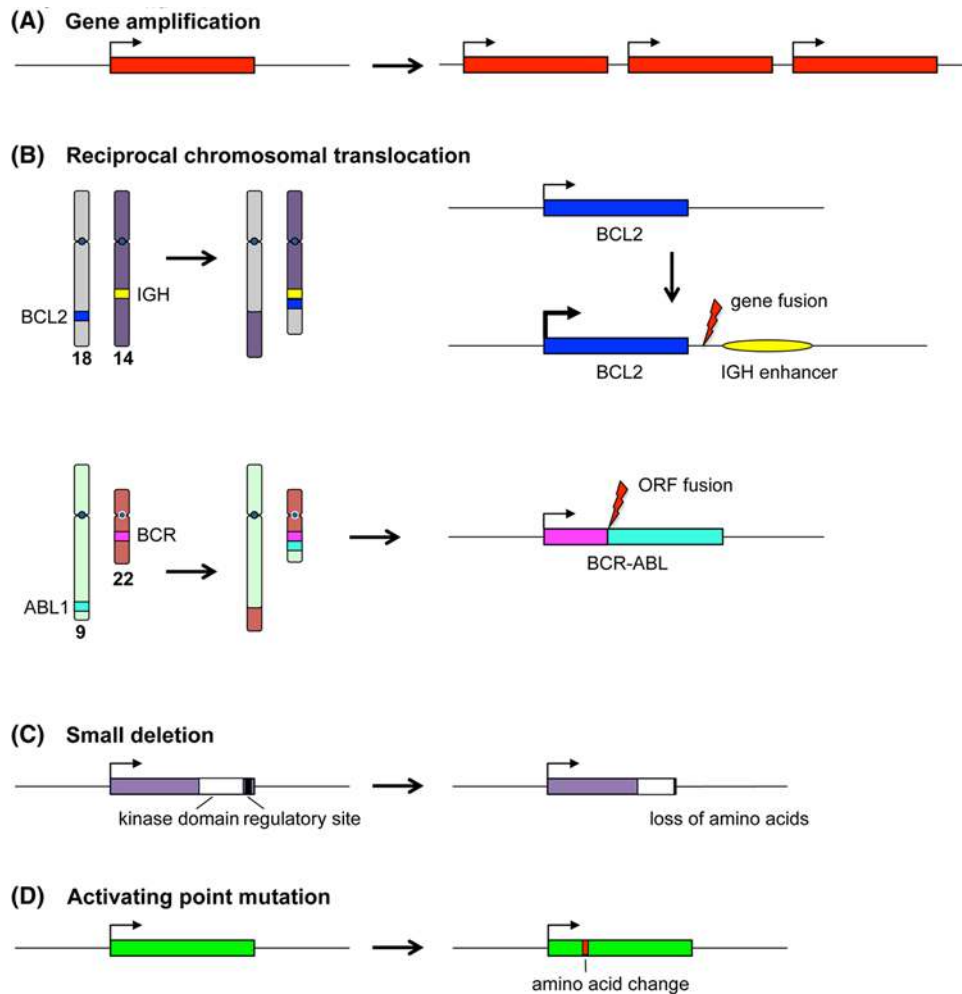 (A) Gene amplification
(B) Reciprocal chromosomal translocation
BCL2
IGH
18 14
BCL2
gene fusion
BCL2
IGH enhancer
ABL1
9
BCR
22
ORF fusion
BCR-ABL
(C) Small deletion
kinase domain regulatory site
loss of amino acids
(D) Activating point mutation
amino acid change